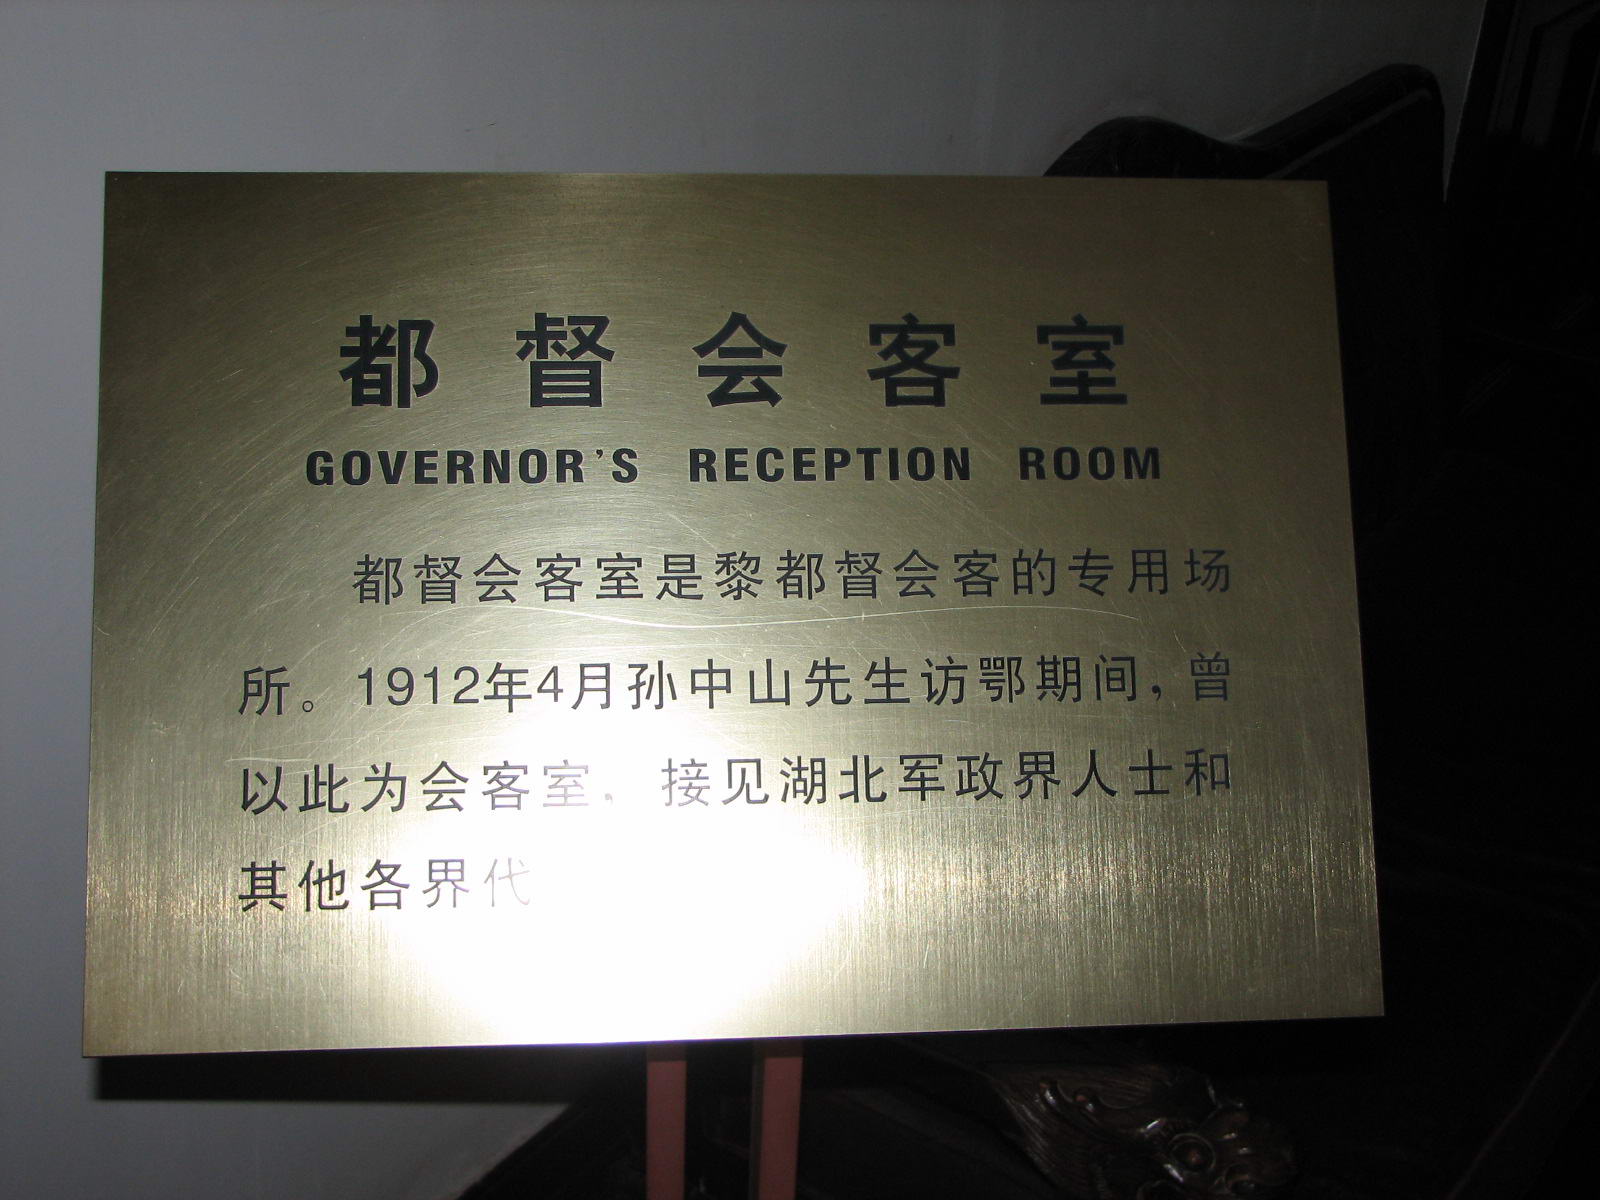 都督会客室
GOVERNOR'S RECEPTION ROOM
都督会客室是黎都督会客的专用场
所。1912年4月孙中山先生访鄂期间，曾
以此为会客室，接见湖北军政界人士和
其他各界代